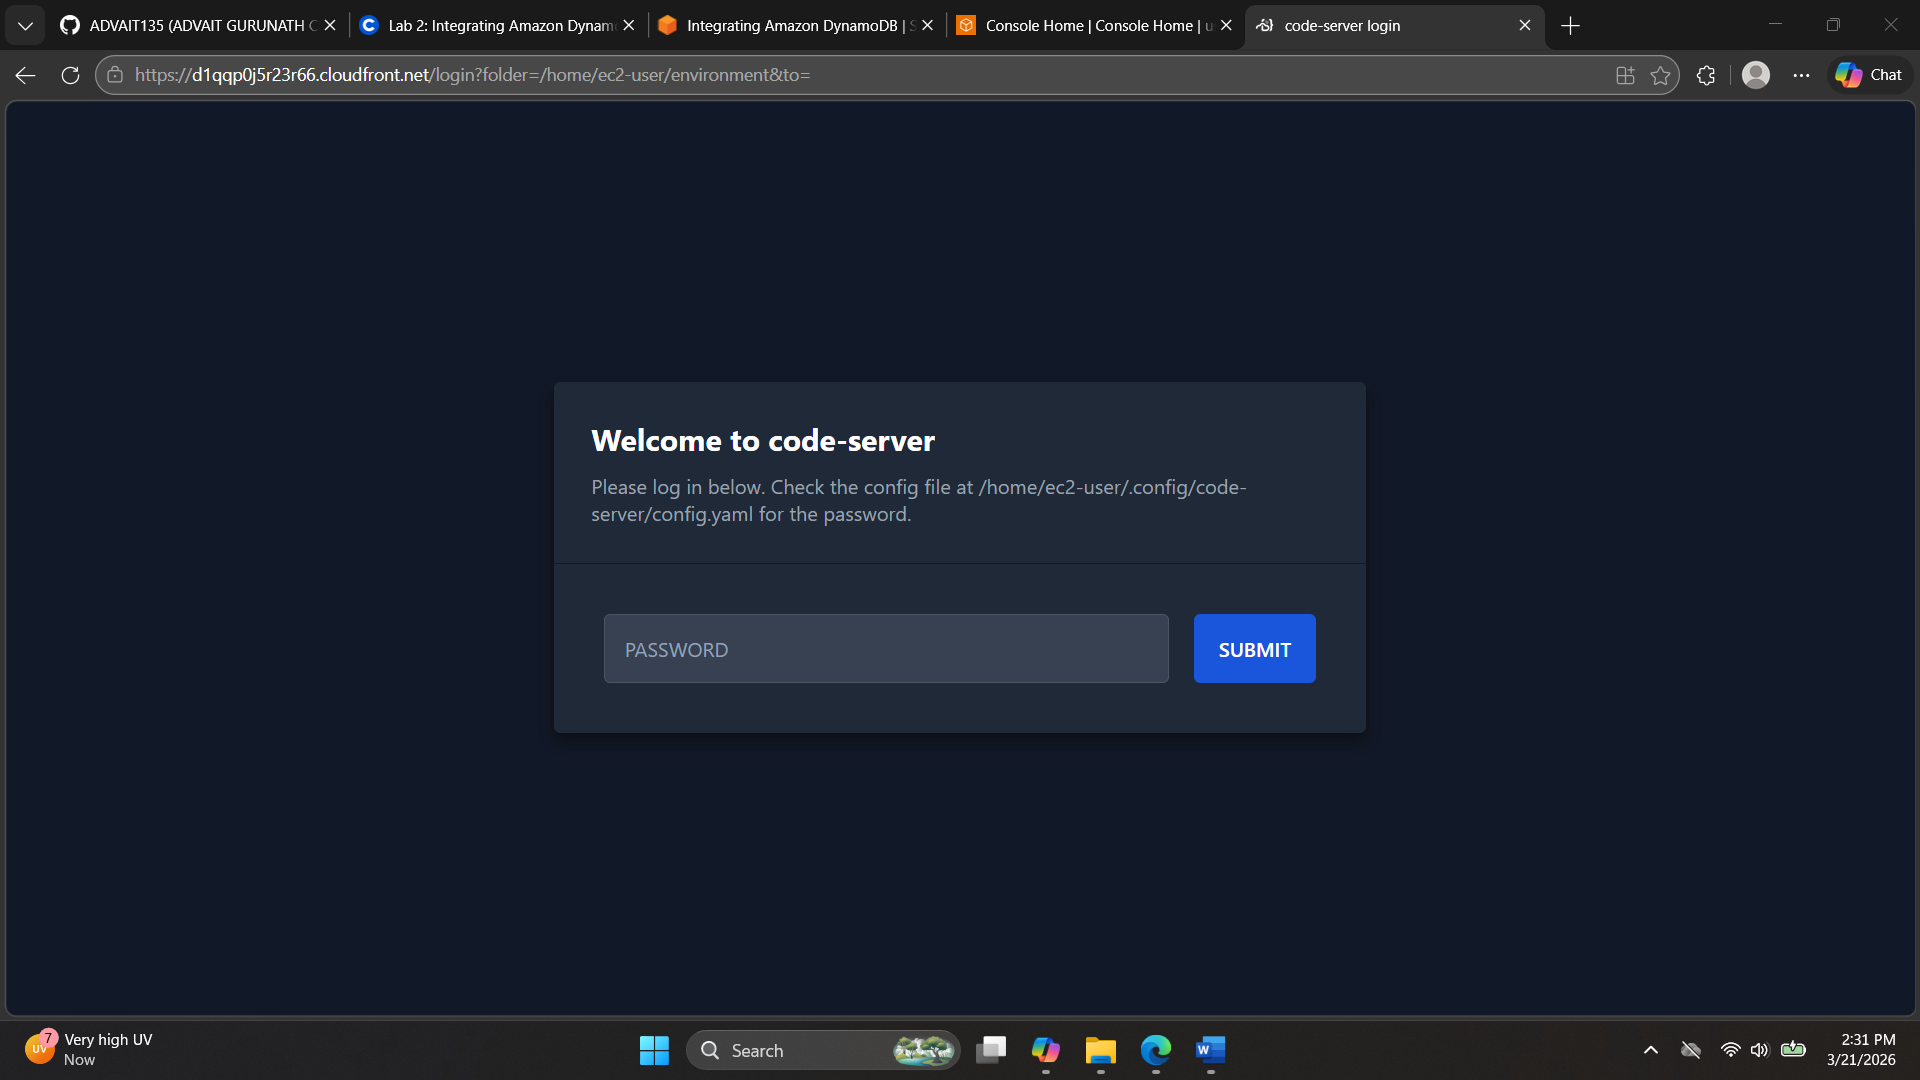 ADVAIT135 (ADVAIT GURUNATH C
Lab 2: Integrating Amazon Dynam
Integrating Amazon DynamoDB | S
Console Home | Console Home | u
code-server login
https://d1qqp0j5r23r66.cloudfront.net/login?folder=/home/ec2-user/environment&to=
Chat
Welcome to code-server
Please log in below. Check the config file at /home/ec2-user/.config/code-
server/config.yaml for the password.
PASSWORD
SUBMIT
7
UV
Very high UV
Now
Search
W
2:31 PM
3/21/2026